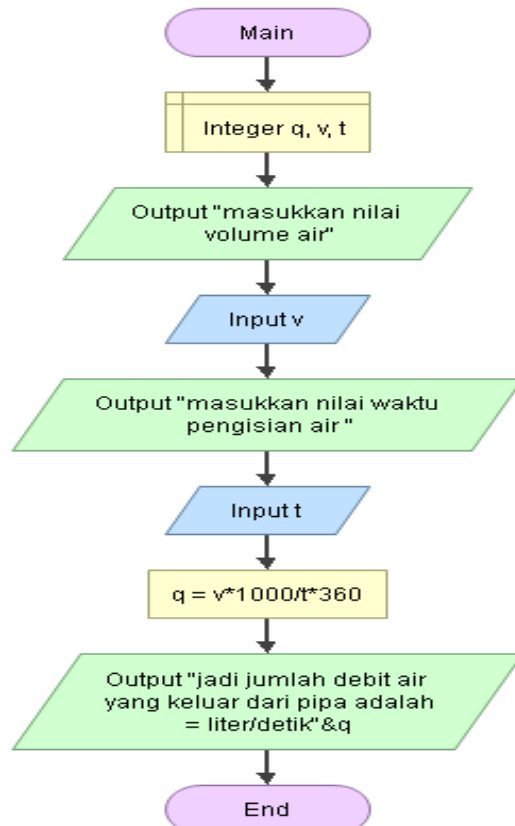 Main
Integer q, v, t
Output "masukkan nilai
volume air"
Input v
Output "masukkan nilai waktu
pengisian air "
Input t
q = v*1000/t*360
Output "jadi jumlah debit air
yang keluar dari pipa adalah
= liter/detik"&q
End